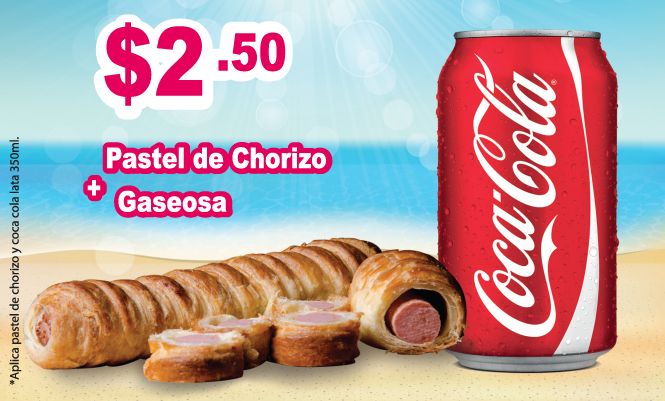 $2.50
Pastel de Chorizo
+ Gaseosa
Coca-Cola
*Aplica pastel de chorizo y coca cola lata 350ml.